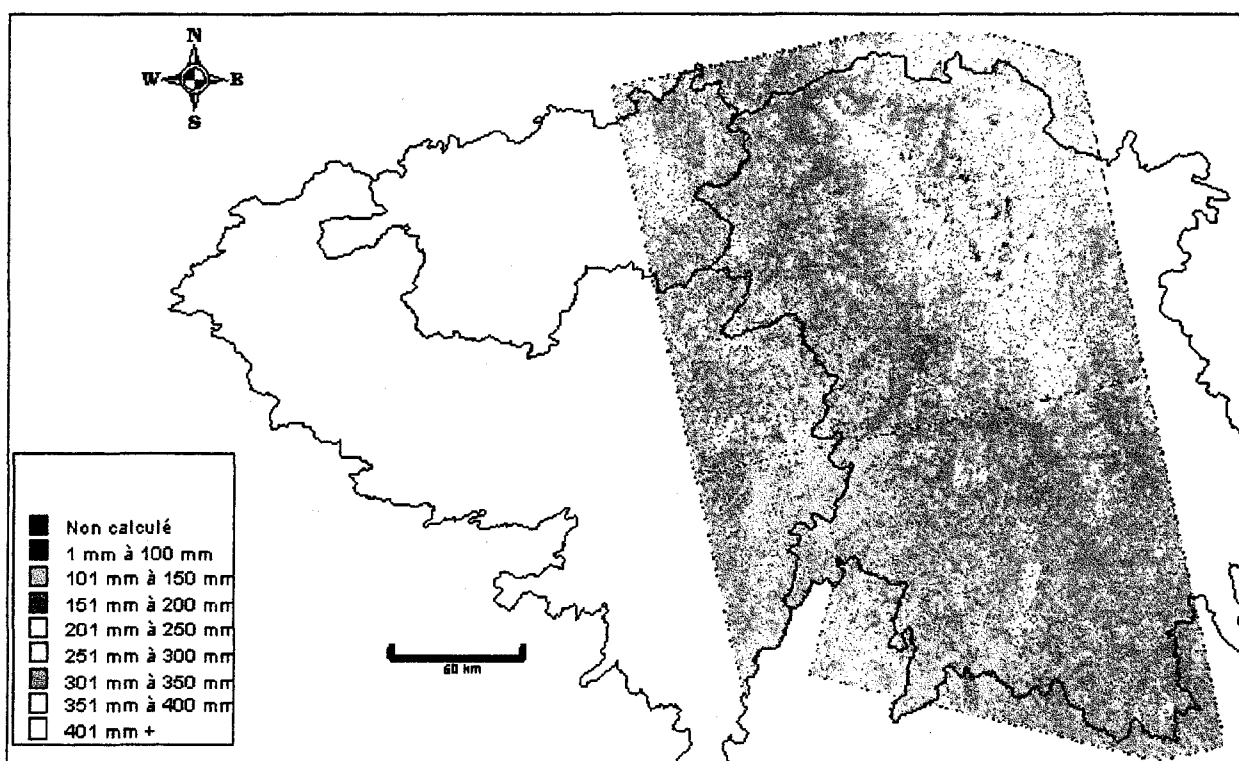 N
W E
S
Non calculé
1 mm à 100 mm
101 mm à 150 mm
151 mm à 200 mm
201 mm à 250 mm
251 mm à 300 mm
301 mm à 350 mm
351 mm à 400 mm
401 mm +
60 km